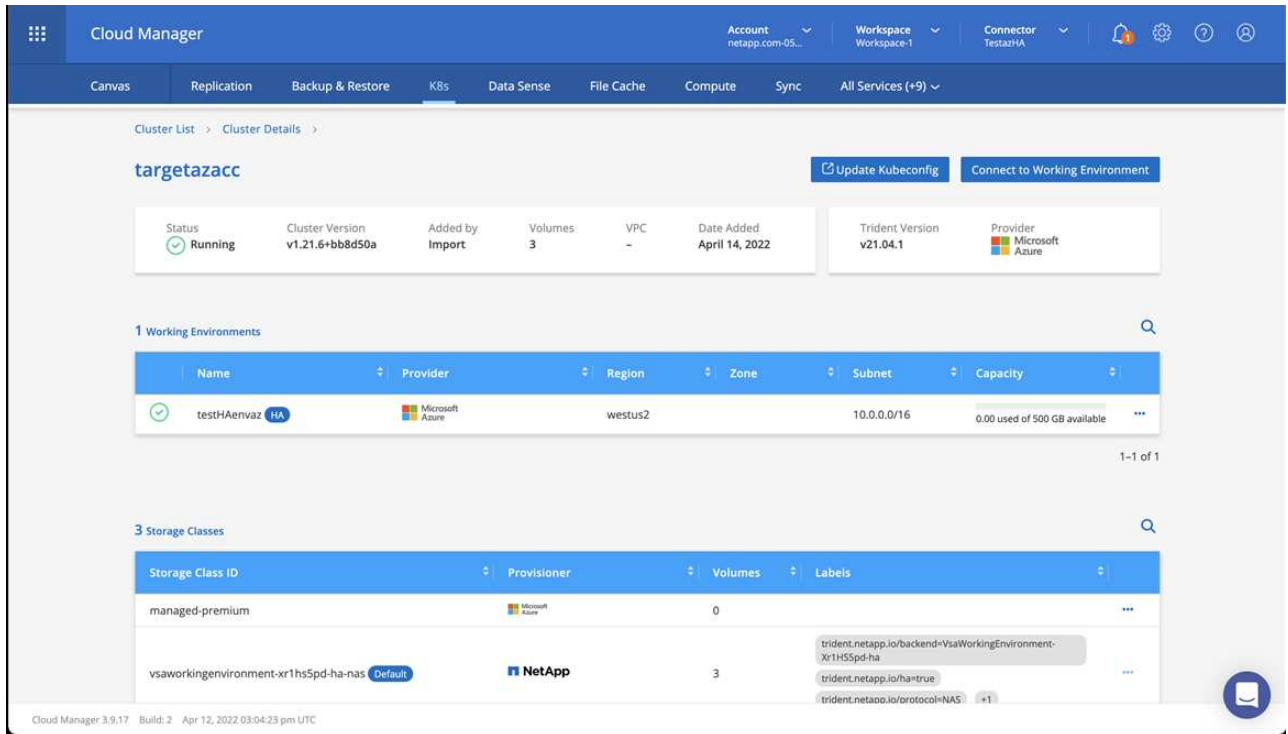 Cloud Manager
Account
netapp.com-05...
Workspace
Workspace-1
Connector
TestazHA
1
Canvas Replication Backup & Restore K8s Data Sense File Cache Compute Sync All Services (+9)
Cluster List > Cluster Details >
targetazacc
Update Kubeconfig
Connect to Working Environment
Status Cluster Version Added by Volumes VPC Date Added Trident Version Provider
Running v1.21.6+bb8d50a Import 3 – April 14, 2022 v21.04.1 Microsoft Azure
1 Working Environments
Name Provider Region Zone Subnet Capacity
testHAenvaz HA Microsoft Azure westus2 10.0.0.0/16 0.00 used of 500 GB available
1–1 of 1
3 Storage Classes
Storage Class ID Provisioner Volumes Labels
managed-premium Microsoft Azure 0
trident.netapp.io/backend=VsaWorkingEnvironment-
Xr1HS5pd-ha
vsaworkingenvironment-xr1hs5pd-ha-nas Default NetApp 3
trident.netapp.io/ha=true
trident.netapp.io/protocol=NAS +1
Cloud Manager 3.9.17 Build: 2 Apr 12, 2022 03:04:23 pm UTC